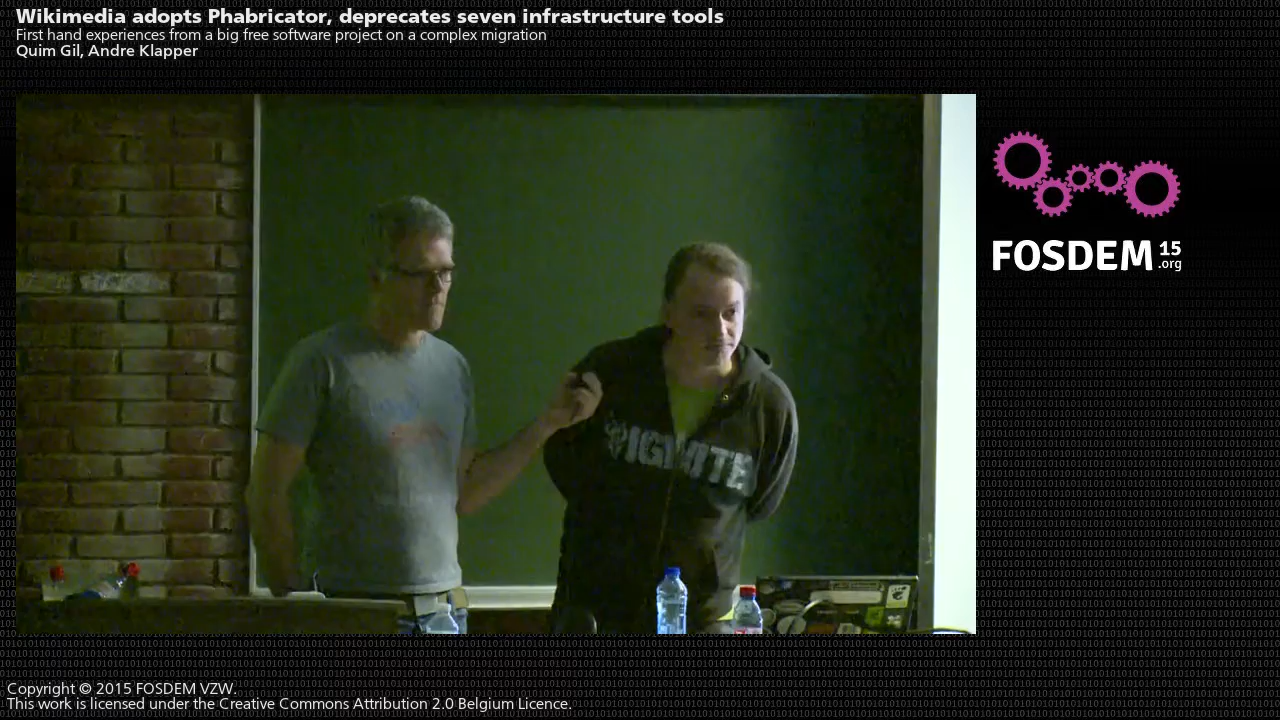 Wikimedia adopts Phabricator, deprecates seven infrastructure tools
First hand experiences from a big free software project on a complex migration
Quim Gil, Andre Klapper
FOSDEM 15
.org
Copyright © 2015 FOSDEM VZW.
This work is licensed under the Creative Commons Attribution 2.0 Belgium Licence.